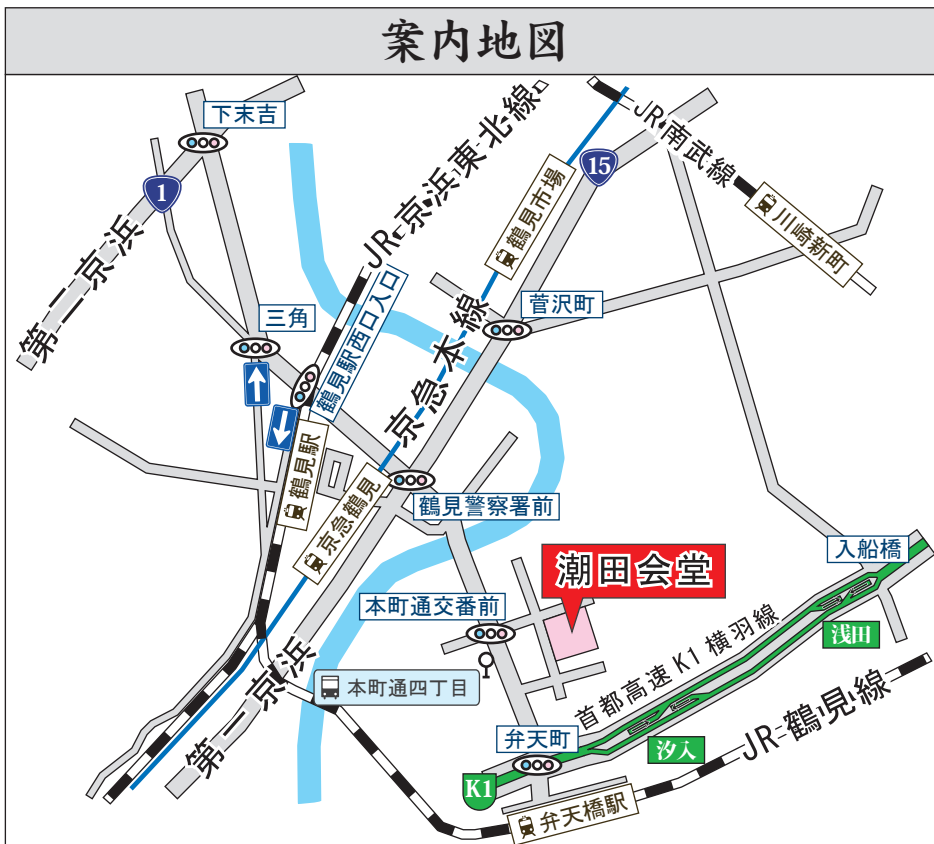 案内地図
下末吉
1
第二京浜
JR京浜東北線
15
JR南武線
鶴見市場
川崎新町
三角
鶴見駅西口入口
京急本線
菅沢町
鶴見駅
京急鶴見
鶴見警察署前
潮田会堂
入船橋
本町通交番前
浅田
首都高速K1横羽線
第一京浜
本町通四丁目
弁天町
汐入
JR鶴見線
K1
弁天橋駅